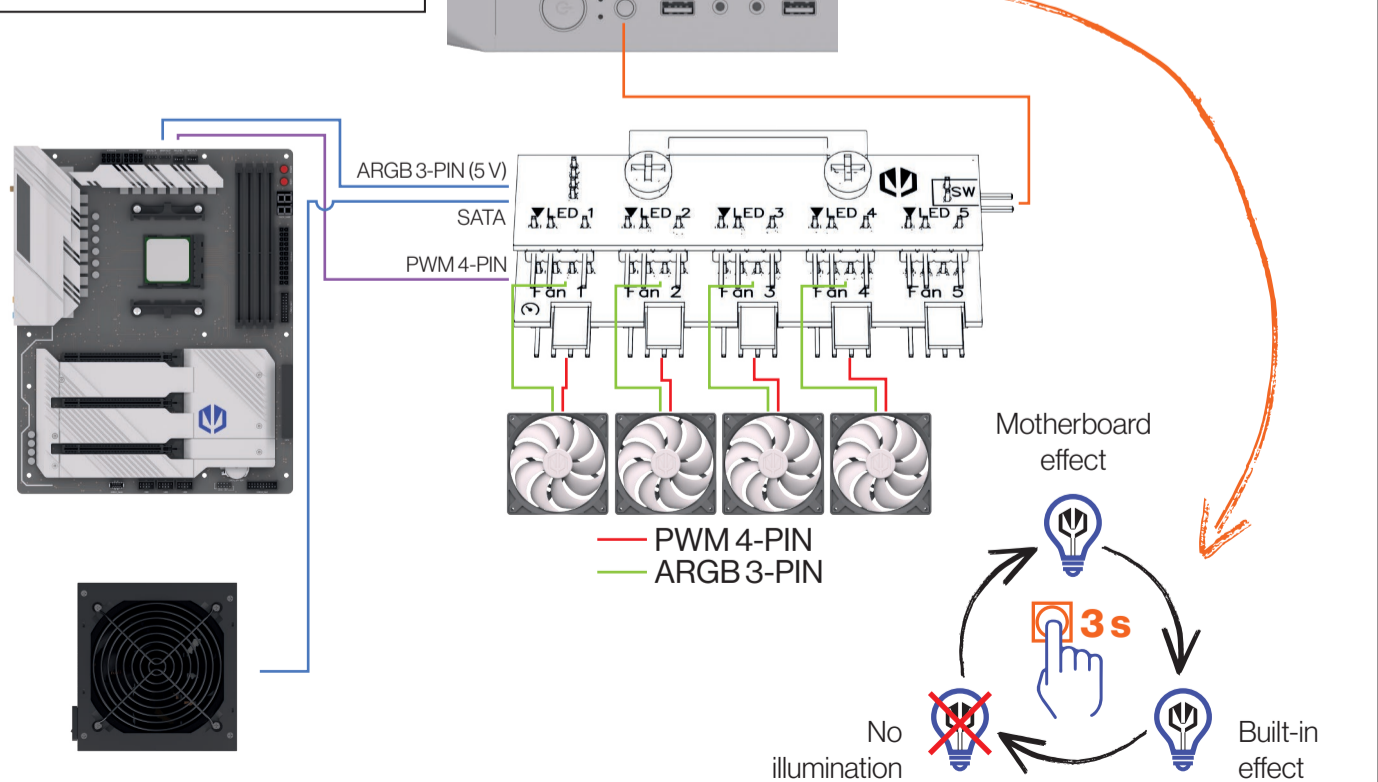 ARGB 3-PIN (5 V)
SATA
PWM 4-PIN
SW
LED 1
LED 2
LED 3
LED 4
LED 5
Fan 1
Fan 2
Fan 3
Fan 4
Fan 5
PWM 4-PIN
ARGB 3-PIN
Motherboard
effect
3 s
No
illumination
Built-in
effect